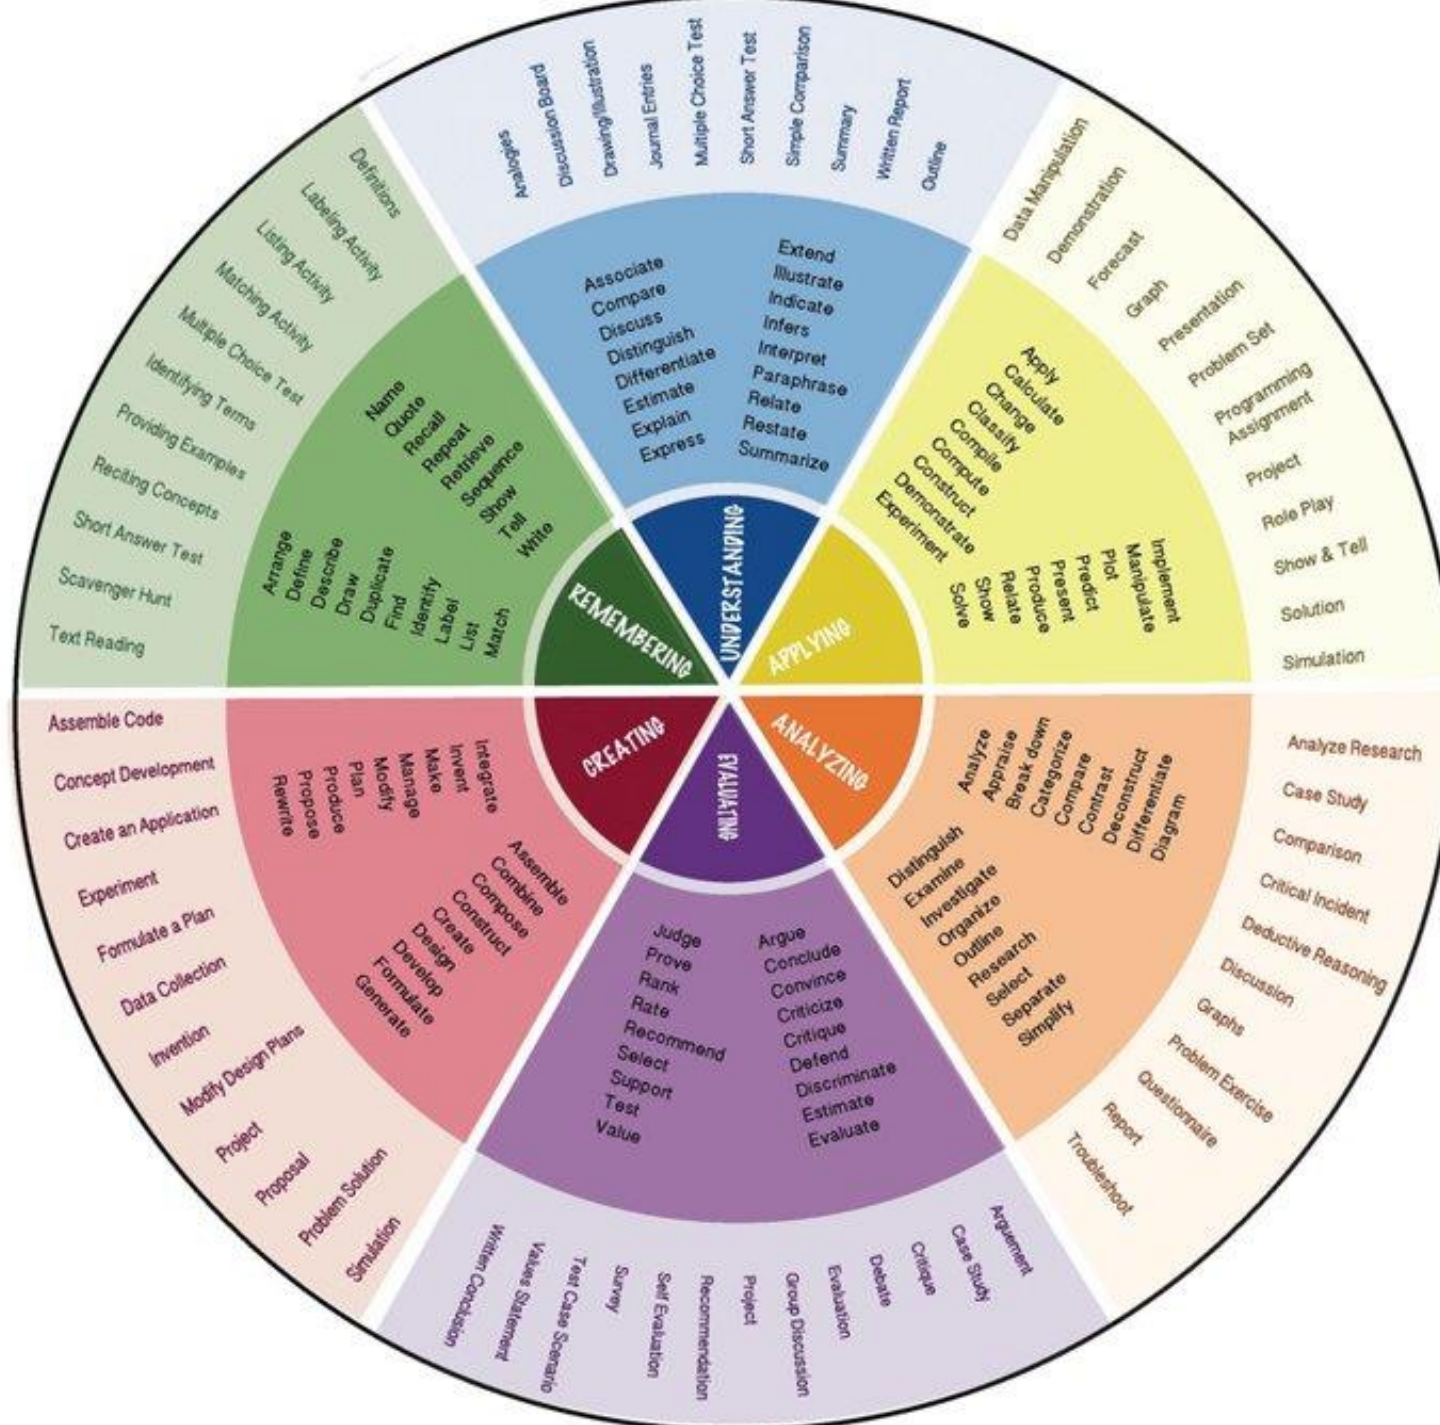 REMEMBERING
Name
Quote
Recall
Repeat
Retrieve
Sequence
Show
Tell
Write
Arrange
Define
Describe
Draw
Duplicate
Find
Identify
Label
List
Match
Definitions
Labeling Activity
Listing Activity
Matching Activity
Multiple Choice Test
Identifying Terms
Providing Examples
Reciting Concepts
Short Answer Test
Scavenger Hunt
Text Reading
UNDERSTANDING
Associate
Compare
Discuss
Distinguish
Differentiate
Estimate
Explain
Express
Extend
Illustrate
Indicate
Infers
Interpret
Paraphrase
Relate
Restate
Summarize
Analogies
Discussion Board
Drawing/Illustration
Journal Entries
Multiple Choice Test
Short Answer Test
Simple Comparison
Summary
Written Report
Outline
APPLYING
Apply
Calculate
Change
Classify
Compile
Compute
Construct
Demonstrate
Experiment
Implement
Manipulate
Plot
Predict
Present
Produce
Relate
Show
Solve
Data Manipulation
Demonstration
Forecast
Graph
Presentation
Problem Set
Programming
Assignment
Project
Role Play
Show & Tell
Solution
Simulation
ANALYZING
Analyze
Appraise
Break down
Categorize
Compare
Contrast
Deconstruct
Differentiate
Diagram
Distinguish
Examine
Investigate
Organize
Outline
Research
Select
Separate
Simplify
Analyze Research
Case Study
Comparison
Critical Incident
Deductive Reasoning
Discussion
Graphs
Problem Exercise
Questionnaire
Report
Troubleshoot
EVALUATING
Argue
Conclude
Convince
Criticize
Critique
Defend
Discriminate
Estimate
Evaluate
Judge
Prove
Rank
Rate
Recommend
Select
Support
Test
Value
Arguement
Case Study
Critique
Debate
Evaluation
Group Discussion
Project
Recommendation
Self Evaluation
Survey
Test Case Scenario
Values Statement
Written Conclusion
CREATING
Assemble
Combine
Compose
Construct
Create
Design
Develop
Formulate
Generate
Integrate
Invent
Make
Manage
Modify
Plan
Produce
Propose
Rewrite
Assemble Code
Concept Development
Create an Application
Experiment
Formulate a Plan
Data Collection
Invention
Modify Design Plans
Project
Proposal
Problem Solution
Simulation